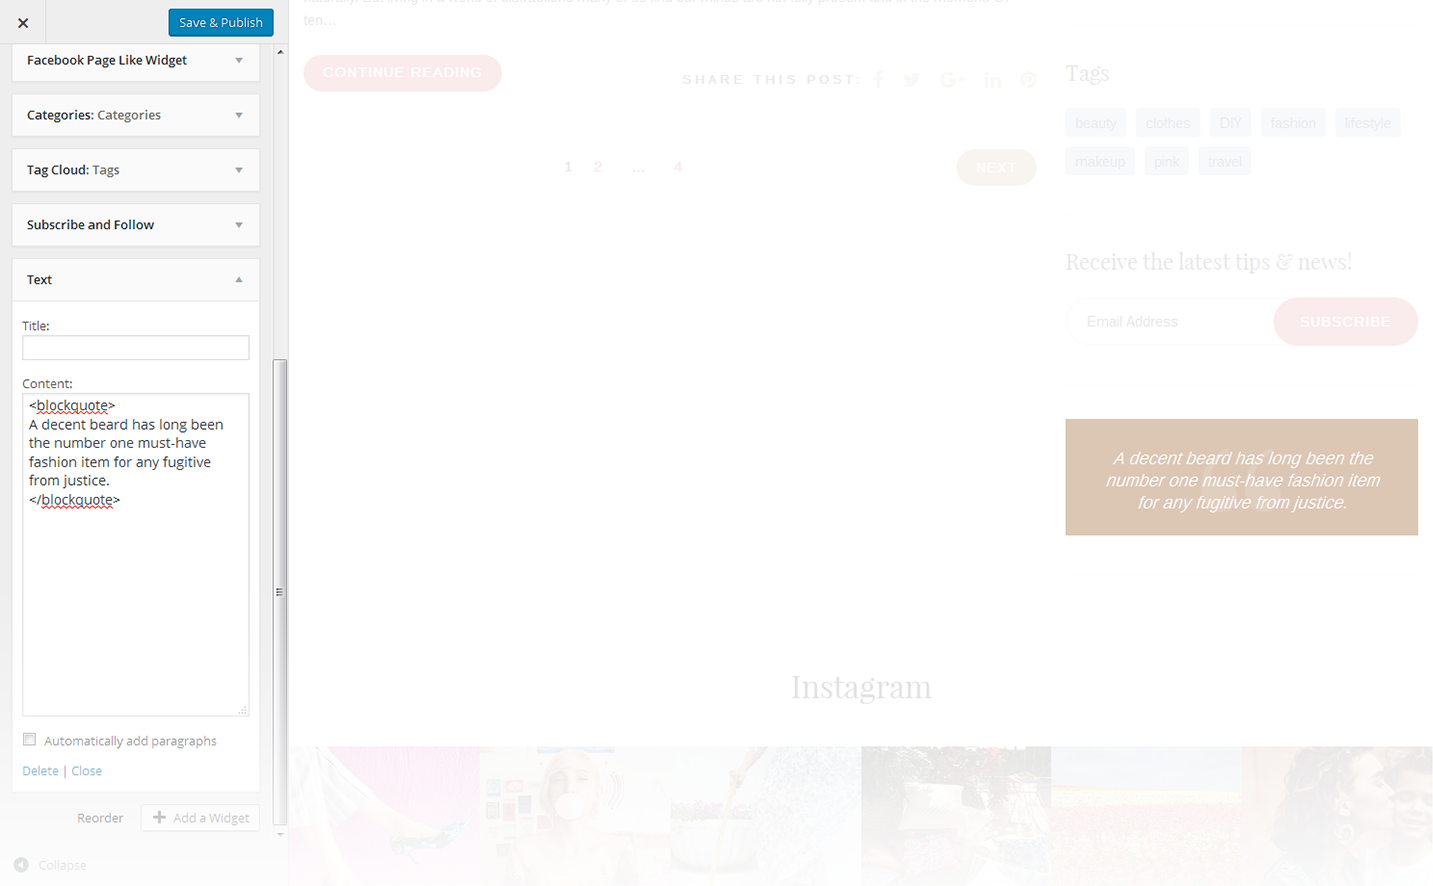 Save & Publish
Facebook Page Like Widget
Categories: Categories
Tag Cloud: Tags
Subscribe and Follow
Text
Title:
Content:
<blockquote>
A decent beard has long been
the number one must-have
fashion item for any fugitive
from justice.
</blockquote>
Automatically add paragraphs
Delete | Close
Reorder
Add a Widget
Collapse
ten…
CONTINUE READING
SHARE THIS POST:
1 2 … 4
NEXT
Tags
beauty clothes DIY fashion lifestyle
makeup pink travel
Receive the latest tips & news!
Email Address
SUBSCRIBE
A decent beard has long been the
number one must-have fashion item
for any fugitive from justice.
Instagram